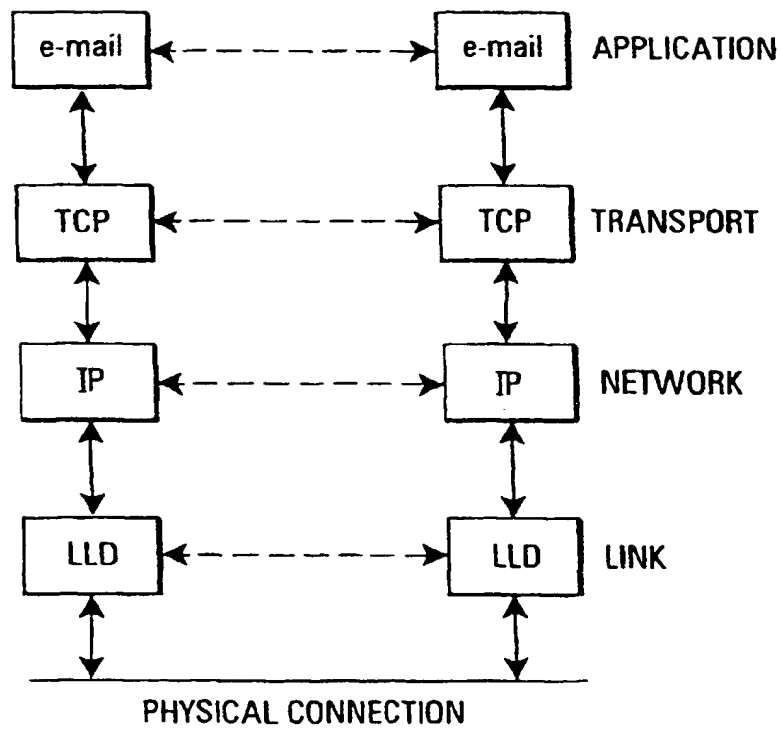 e-mail e-mail APPLICATION
TCP TCP TRANSPORT
IP IP NETWORK
LLD LLD LINK
PHYSICAL CONNECTION